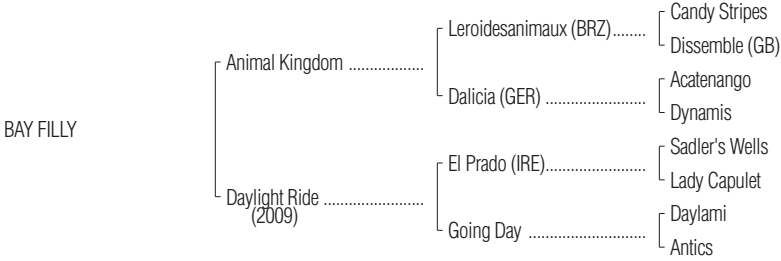 Candy Stripes
Leroidesanimaux (BRZ)........
Dissemble (GB)
Animal Kingdom ..................
Acatenango
Dalicia (GER) ........................
Dynamis
BAY FILLY
Sadler's Wells
El Prado (IRE)........................
Lady Capulet
Daylight Ride ........................
(2009)
Daylami
Going Day ............................
Antics